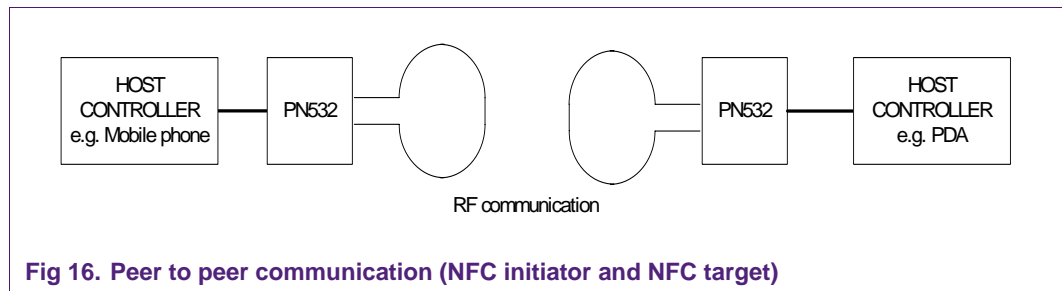 HOST
CONTROLLER
e.g. Mobile phone
PN532
PN532
HOST
CONTROLLER
e.g. PDA
RF communication
Fig 16. Peer to peer communication (NFC initiator and NFC target)